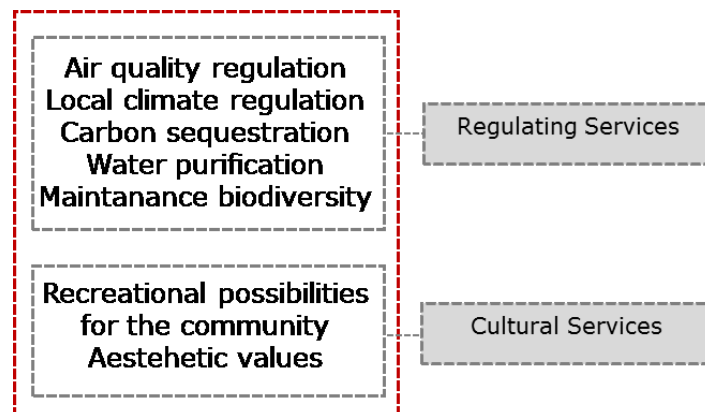 Air quality regulation
Local climate regulation
Carbon sequestration
Water purification
Maintanance biodiversity
Regulating Services
Recreational possibilities
for the community
Aestehetic values
Cultural Services